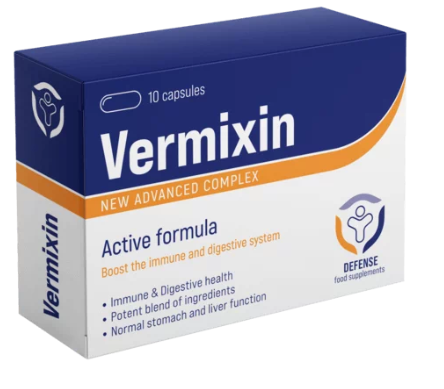 10 capsules
Vermixin
NEW ADVANCED COMPLEX
Active formula
Boost the immune and digestive system
• Immune & Digestive health
• Potent blend of ingredients
• Normal stomach and liver function
DEFENSE
food supplements
Vermixin